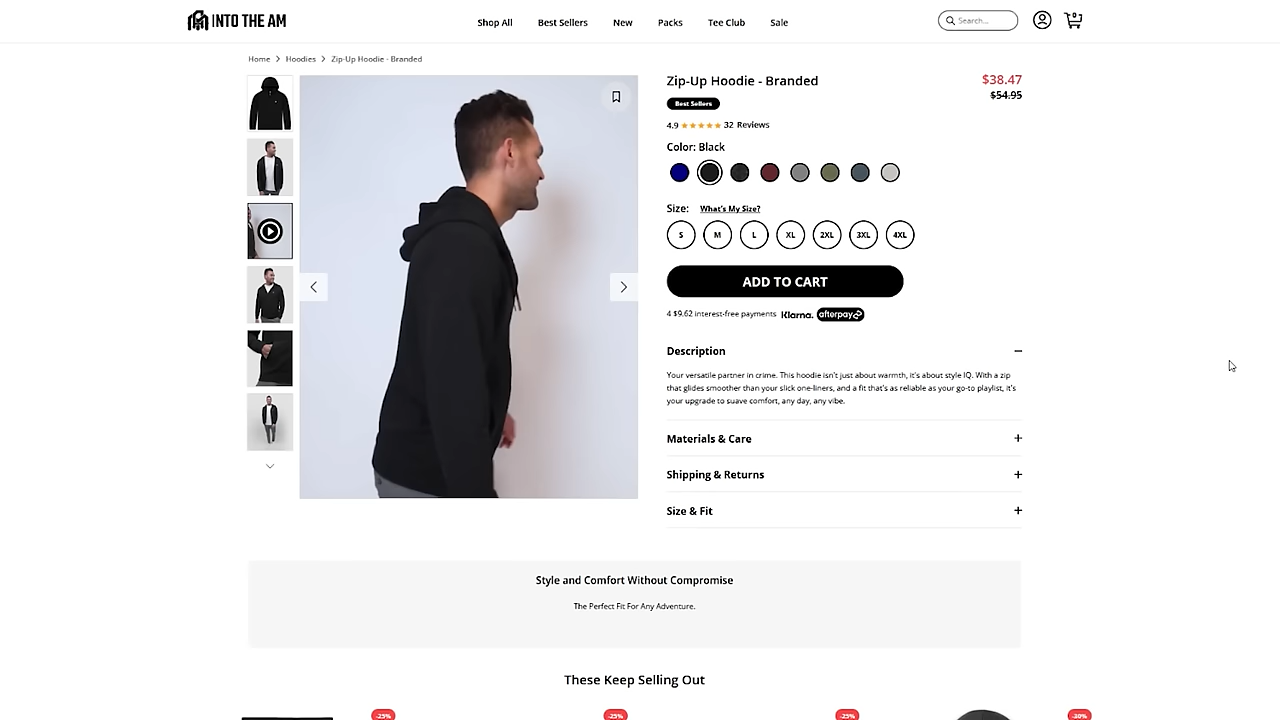 INTO THE AM
Shop All
Best Sellers
New
Packs
Tee Club
Sale
Search...
0
Home > Hoodies > Zip-Up Hoodie - Branded
Zip-Up Hoodie - Branded
$38.47
Best Sellers
$54.95
4.9 ★★★★★ 32 Reviews
Color: Black
Size: What's My Size?
S M L XL 2XL 3XL 4XL
ADD TO CART
4 $9.62 interest-free payments Klarna. afterpay
Description
Your versatile partner in crime. This hoodie isn't just about warmth, it's about style IQ. With a zip
that glides smoother than your slick one-liners, and a fit that's as reliable as your go-to playlist, it's
your upgrade to suave comfort, any day, any vibe.
Materials & Care
Shipping & Returns
Size & Fit
Style and Comfort Without Compromise
The Perfect Fit For Any Adventure.
These Keep Selling Out
-25%
-25%
-25%
-30%